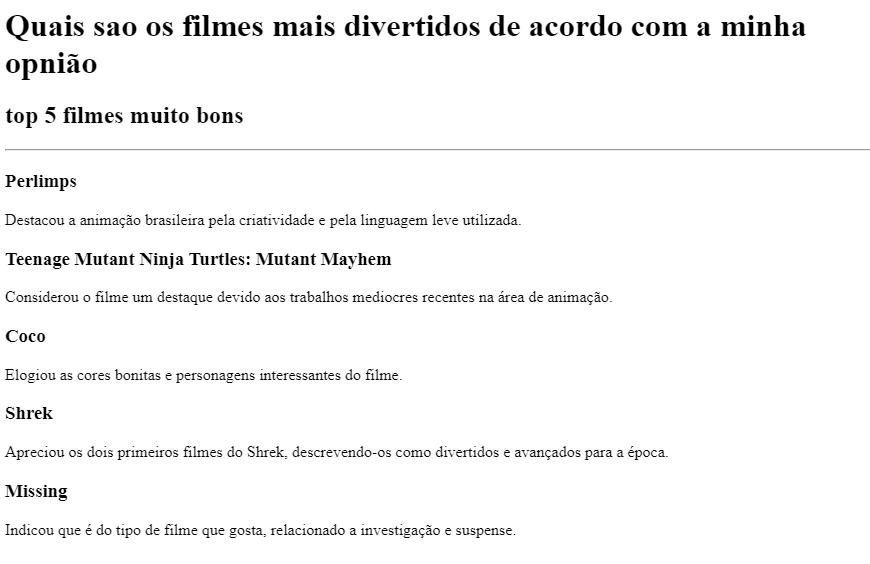 Quais sao os filmes mais divertidos de acordo com a minha
opnião
top 5 filmes muito bons
Perlimps
Destacou a animação brasileira pela criatividade e pela linguagem leve utilizada.
Teenage Mutant Ninja Turtles: Mutant Mayhem
Considerou o filme um destaque devido aos trabalhos mediocres recentes na área de animação.
Coco
Elogiou as cores bonitas e personagens interessantes do filme.
Shrek
Apreciou os dois primeiros filmes do Shrek, descrevendo-os como divertidos e avançados para a época.
Missing
Indicou que é do tipo de filme que gosta, relacionado a investigação e suspense.